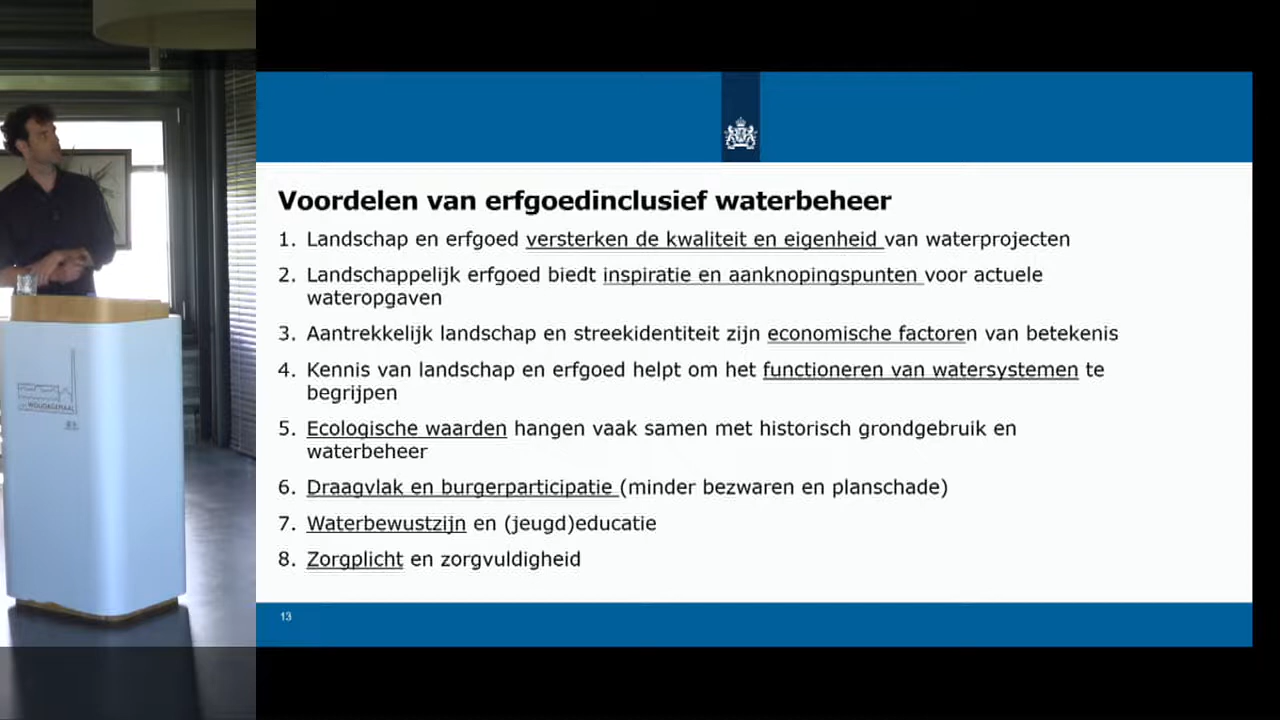 Voordelen van erfgoedinclusief waterbeheer
1. Landschap en erfgoed versterken de kwaliteit en eigenheid van waterprojecten
2. Landschappelijk erfgoed biedt inspiratie en aanknopingspunten voor actuele
wateropgaven
3. Aantrekkelijk landschap en streekidentiteit zijn economische factoren van betekenis
4. Kennis van landschap en erfgoed helpt om het functioneren van watersystemen te
begrijpen
5. Ecologische waarden hangen vaak samen met historisch grondgebruik en
waterbeheer
6. Draagvlak en burgerparticipatie (minder bezwaren en planschade)
7. Waterbewustzijn en (jeugd)educatie
8. Zorgplicht en zorgvuldigheid
13
WOUDAGEMAAL